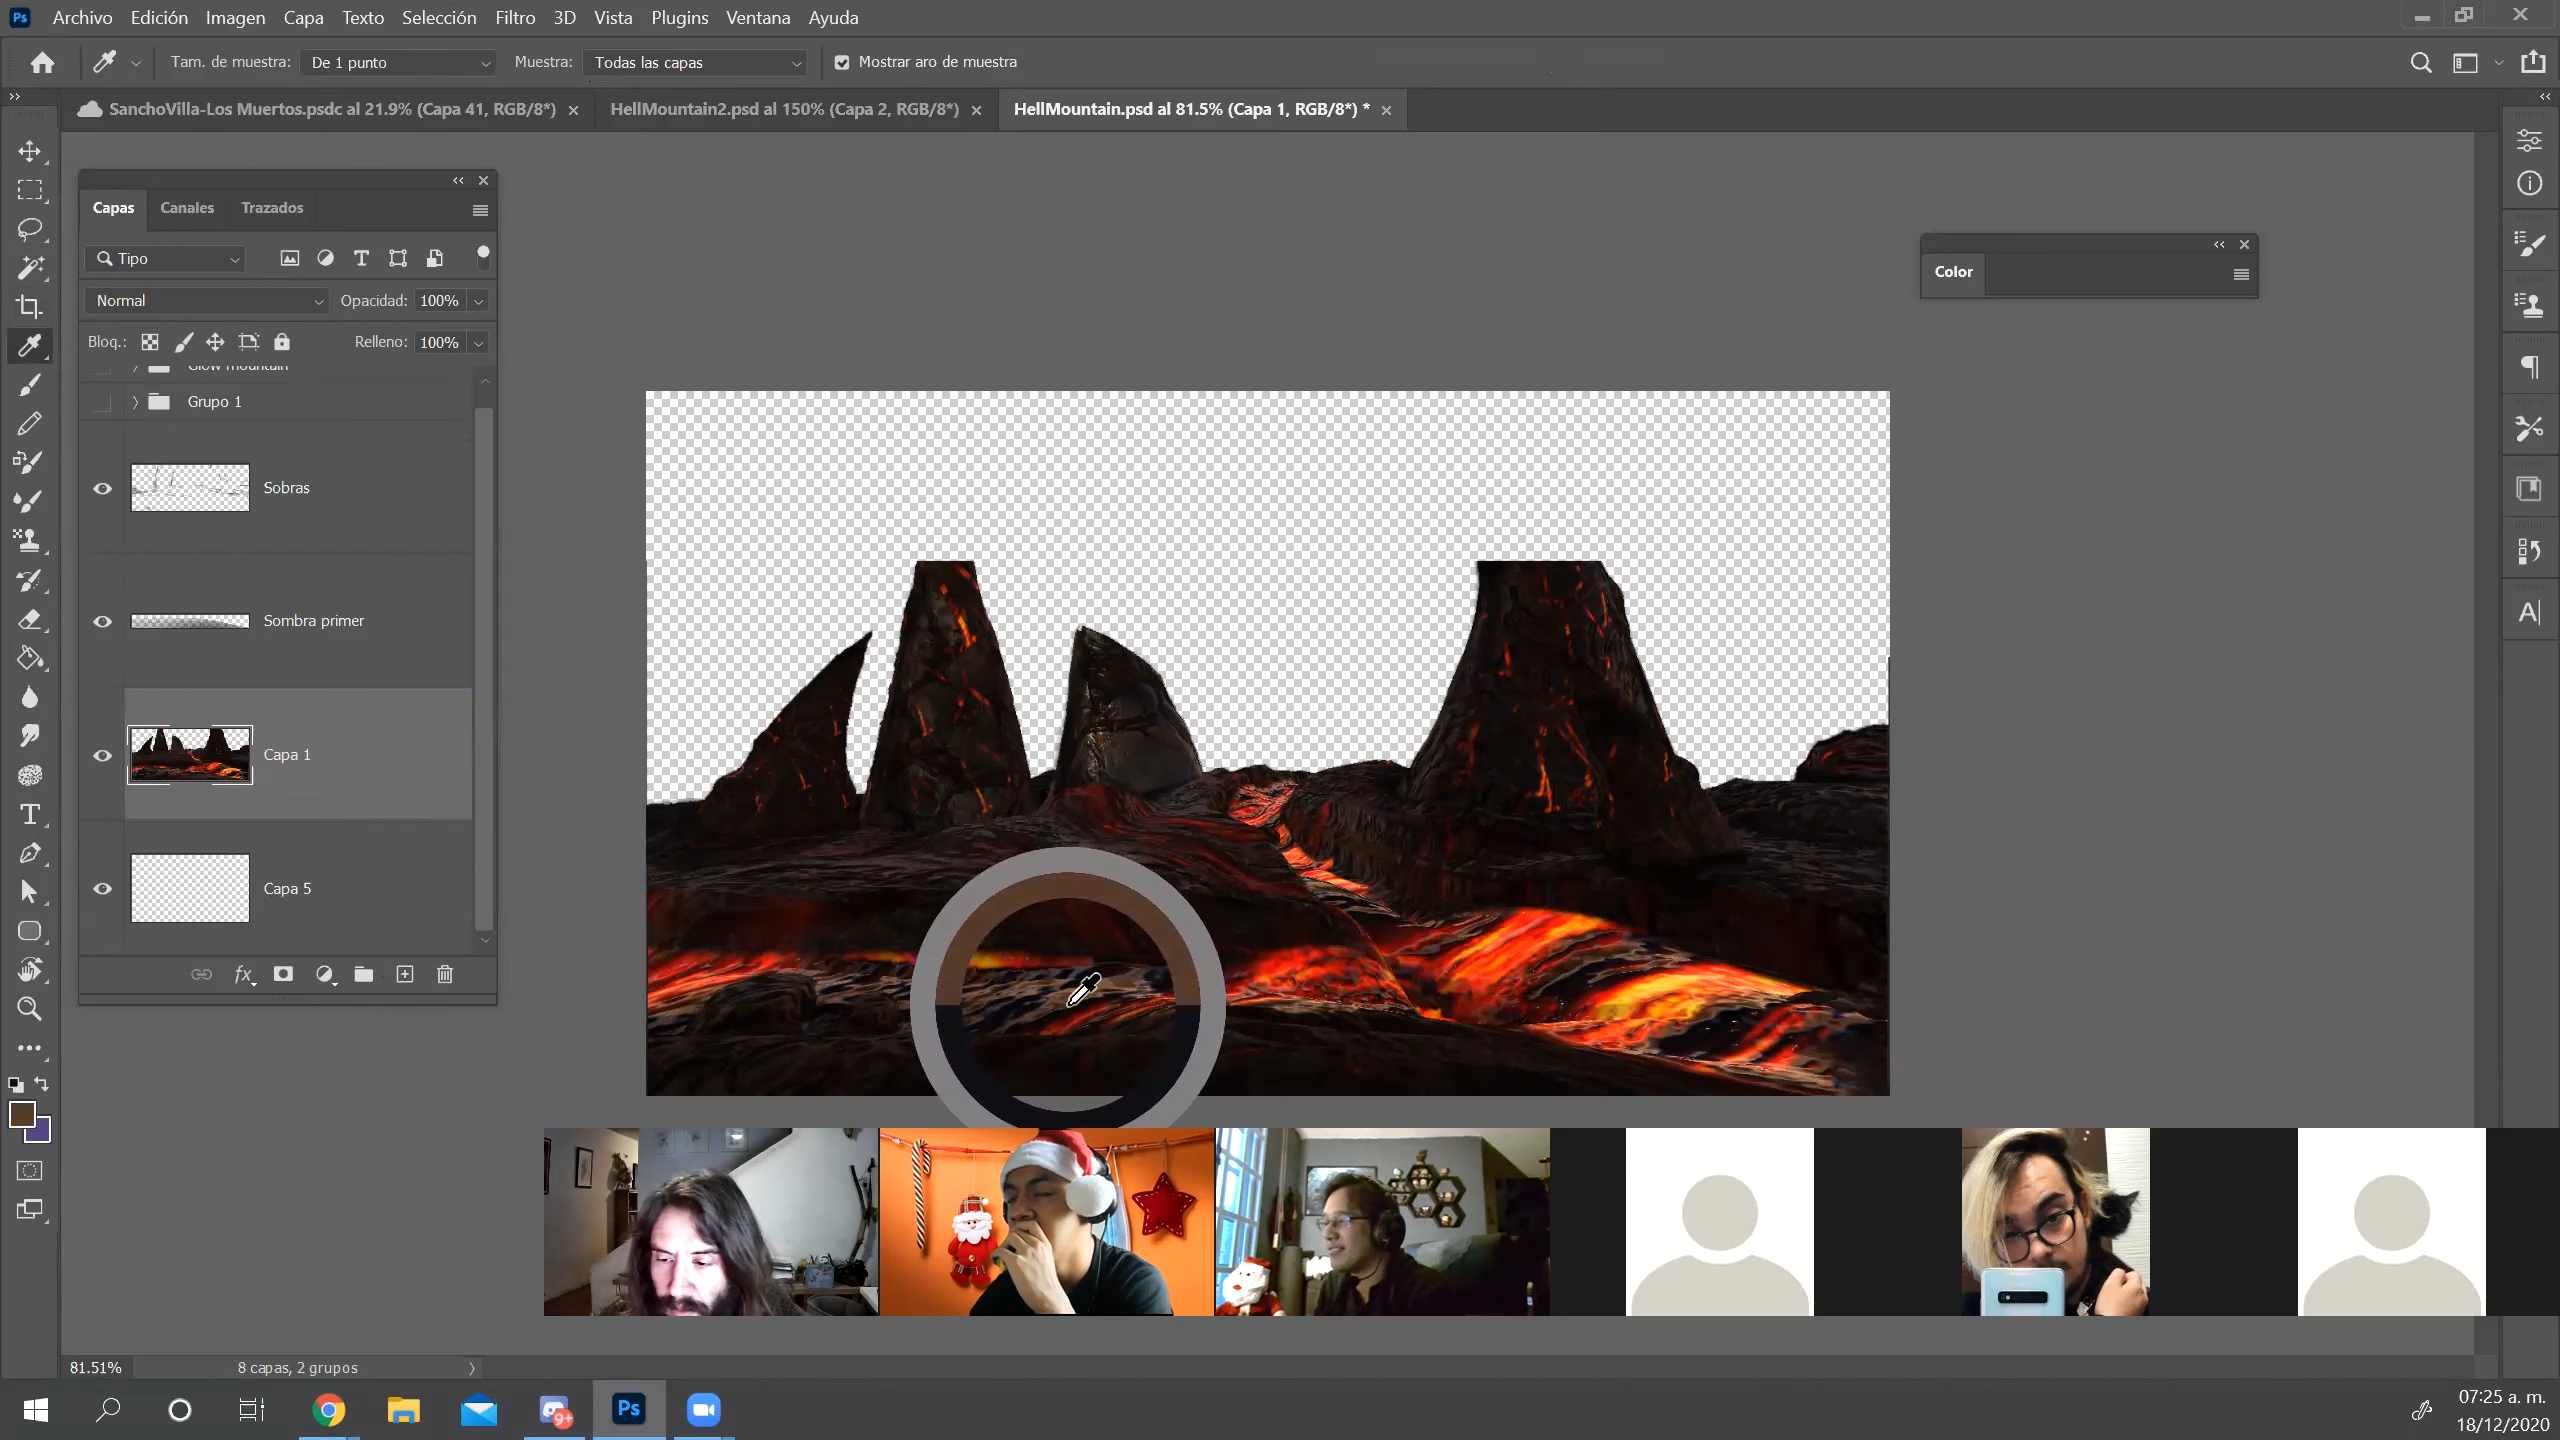 Ps Archivo Edición Imagen Capa Texto Selección Filtro 3D Vista Plugins Ventana Ayuda
Tam. de muestra: De 1 punto Muestra: Todas las capas Mostrar aro de muestra
SanchoVilla-Los Muertos.psdc al 21.9% (Capa 41, RGB/8*) HellMountain2.psd al 150% (Capa 2, RGB/8*) HellMountain.psd al 81.5% (Capa 1, RGB/8*) *
Capas Canales Trazados
Tipo
Color
Normal Opacidad: 100%
Bloq.: Relleno: 100%
Glow mountain
Grupo 1
Sobras
Sombra primer
Capa 1
Capa 5
fx
81.51% 8 capas, 2 grupos
9+
Ps
07:25 a. m.
18/12/2020